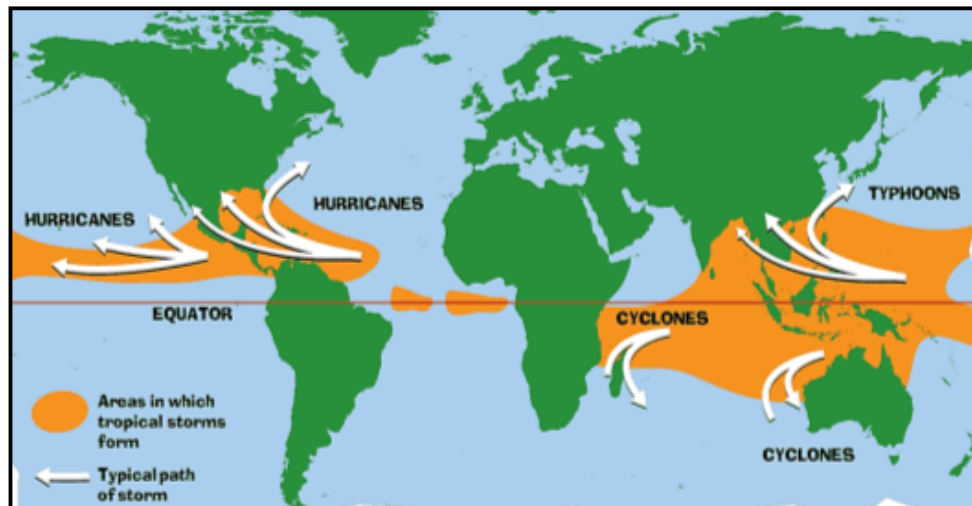 HURRICANES
HURRICANES
TYPHOONS
EQUATOR
CYCLONES
CYCLONES
Areas in which
tropical storms
form
Typical path
of storm